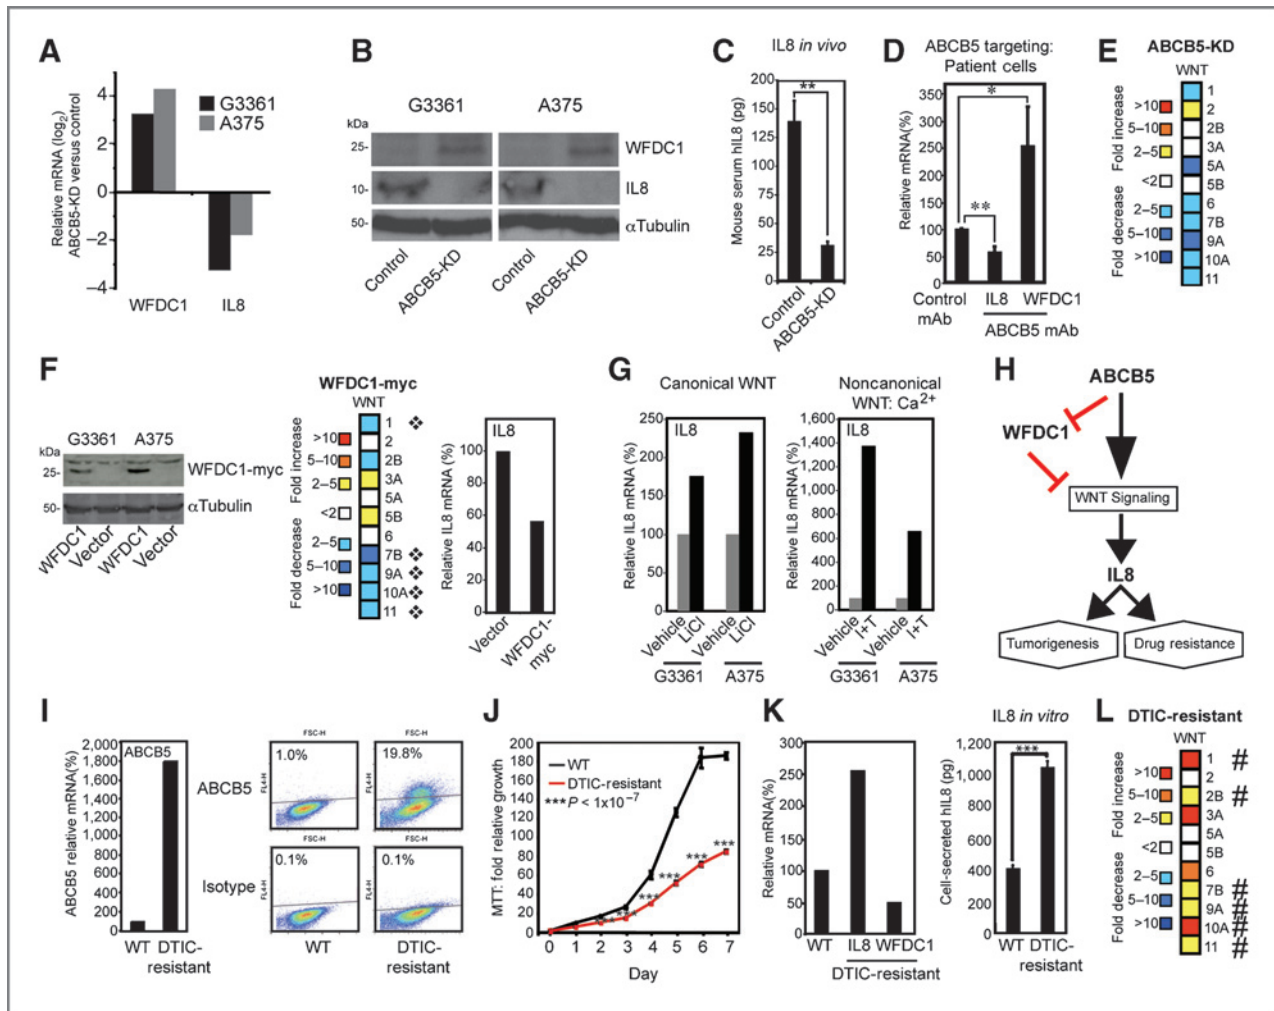 A
Relative mRNA (log2)
ABCB5-KD versus control
4
2
0
−2
−4
G3361
A375
WFDC1
IL8
B
G3361
A375
kDa
25-
10-
50-
WFDC1
IL8
αTubulin
Control
ABCB5-KD
Control
ABCB5-KD
C
IL8 in vivo
Mouse serum hIL8 (pg)
200
175
150
125
100
75
50
25
0
**
Control
ABCB5-KD
D
ABCB5 targeting:
Patient cells
Relative mRNA(%)
350
300
250
200
150
100
50
0
*
**
Control
mAb
IL8
WFDC1
ABCB5 mAb
E
ABCB5-KD
WNT
Fold increase
>10
5–10
2–5
<2
Fold decrease
2–5
5–10
>10
1
2
2B
3A
5A
5B
6
7B
9A
10A
11
F
G3361 A375
kDa
25-
50-
WFDC1-myc
αTubulin
WFDC1
Vector
WFDC1
Vector
WFDC1-myc
WNT
Fold increase
>10
5–10
2–5
<2
Fold decrease
2–5
5–10
>10
1 ❖
2
2B
3A
5A
5B
6
7B ❖
9A ❖
10A ❖
11 ❖
IL8
Relative IL8 mRNA (%)
100
80
60
40
20
0
Vector
WFDC1-
myc
G
Canonical WNT
IL8
Relative IL8 mRNA (%)
250
200
150
100
50
0
Vehicle
LiCl
Vehicle
LiCl
G3361
A375
Noncanonical
WNT: Ca2+
IL8
Relative IL8 mRNA (%)
1,600
1,400
1,200
1,000
800
600
400
200
0
Vehicle
I+T
Vehicle
I+T
G3361
A375
H
ABCB5
WFDC1
WNT Signaling
IL8
Tumorigenesis
Drug resistance
I
ABCB5 relative mRNA(%)
ABCB5
2,000
1,800
1,600
1,400
1,200
1,000
800
600
400
200
0
WT DTIC-
resistant
ABCB5
Isotype
FSC-H
FSC-H
1.0%
19.8%
FL4-H
FL4-H
FSC-H
FSC-H
FSC-H
FSC-H
0.1%
0.1%
FL4-H
FL4-H
WT
DTIC-
resistant
J
MTT: fold relative growth
200
180
160
140
120
100
80
60
40
20
0
WT
DTIC-resistant
***P < 1x10−7
***
***
***
***
***
***
0 1 2 3 4 5 6 7
Day
K
Relative mRNA(%)
300
250
200
150
100
50
0
WT
IL8 WFDC1
DTIC-resistant
IL8 in vitro
Cell-secreted hIL8 (pg)
1,200
1,000
800
600
400
200
0
***
WT DTIC-
resistant
L
DTIC-resistant
WNT
Fold increase
>10
5–10
2–5
<2
Fold decrease
2–5
5–10
>10
1 #
2
2B #
3A
5A
5B
6
7B #
9A #
10A #
11 #